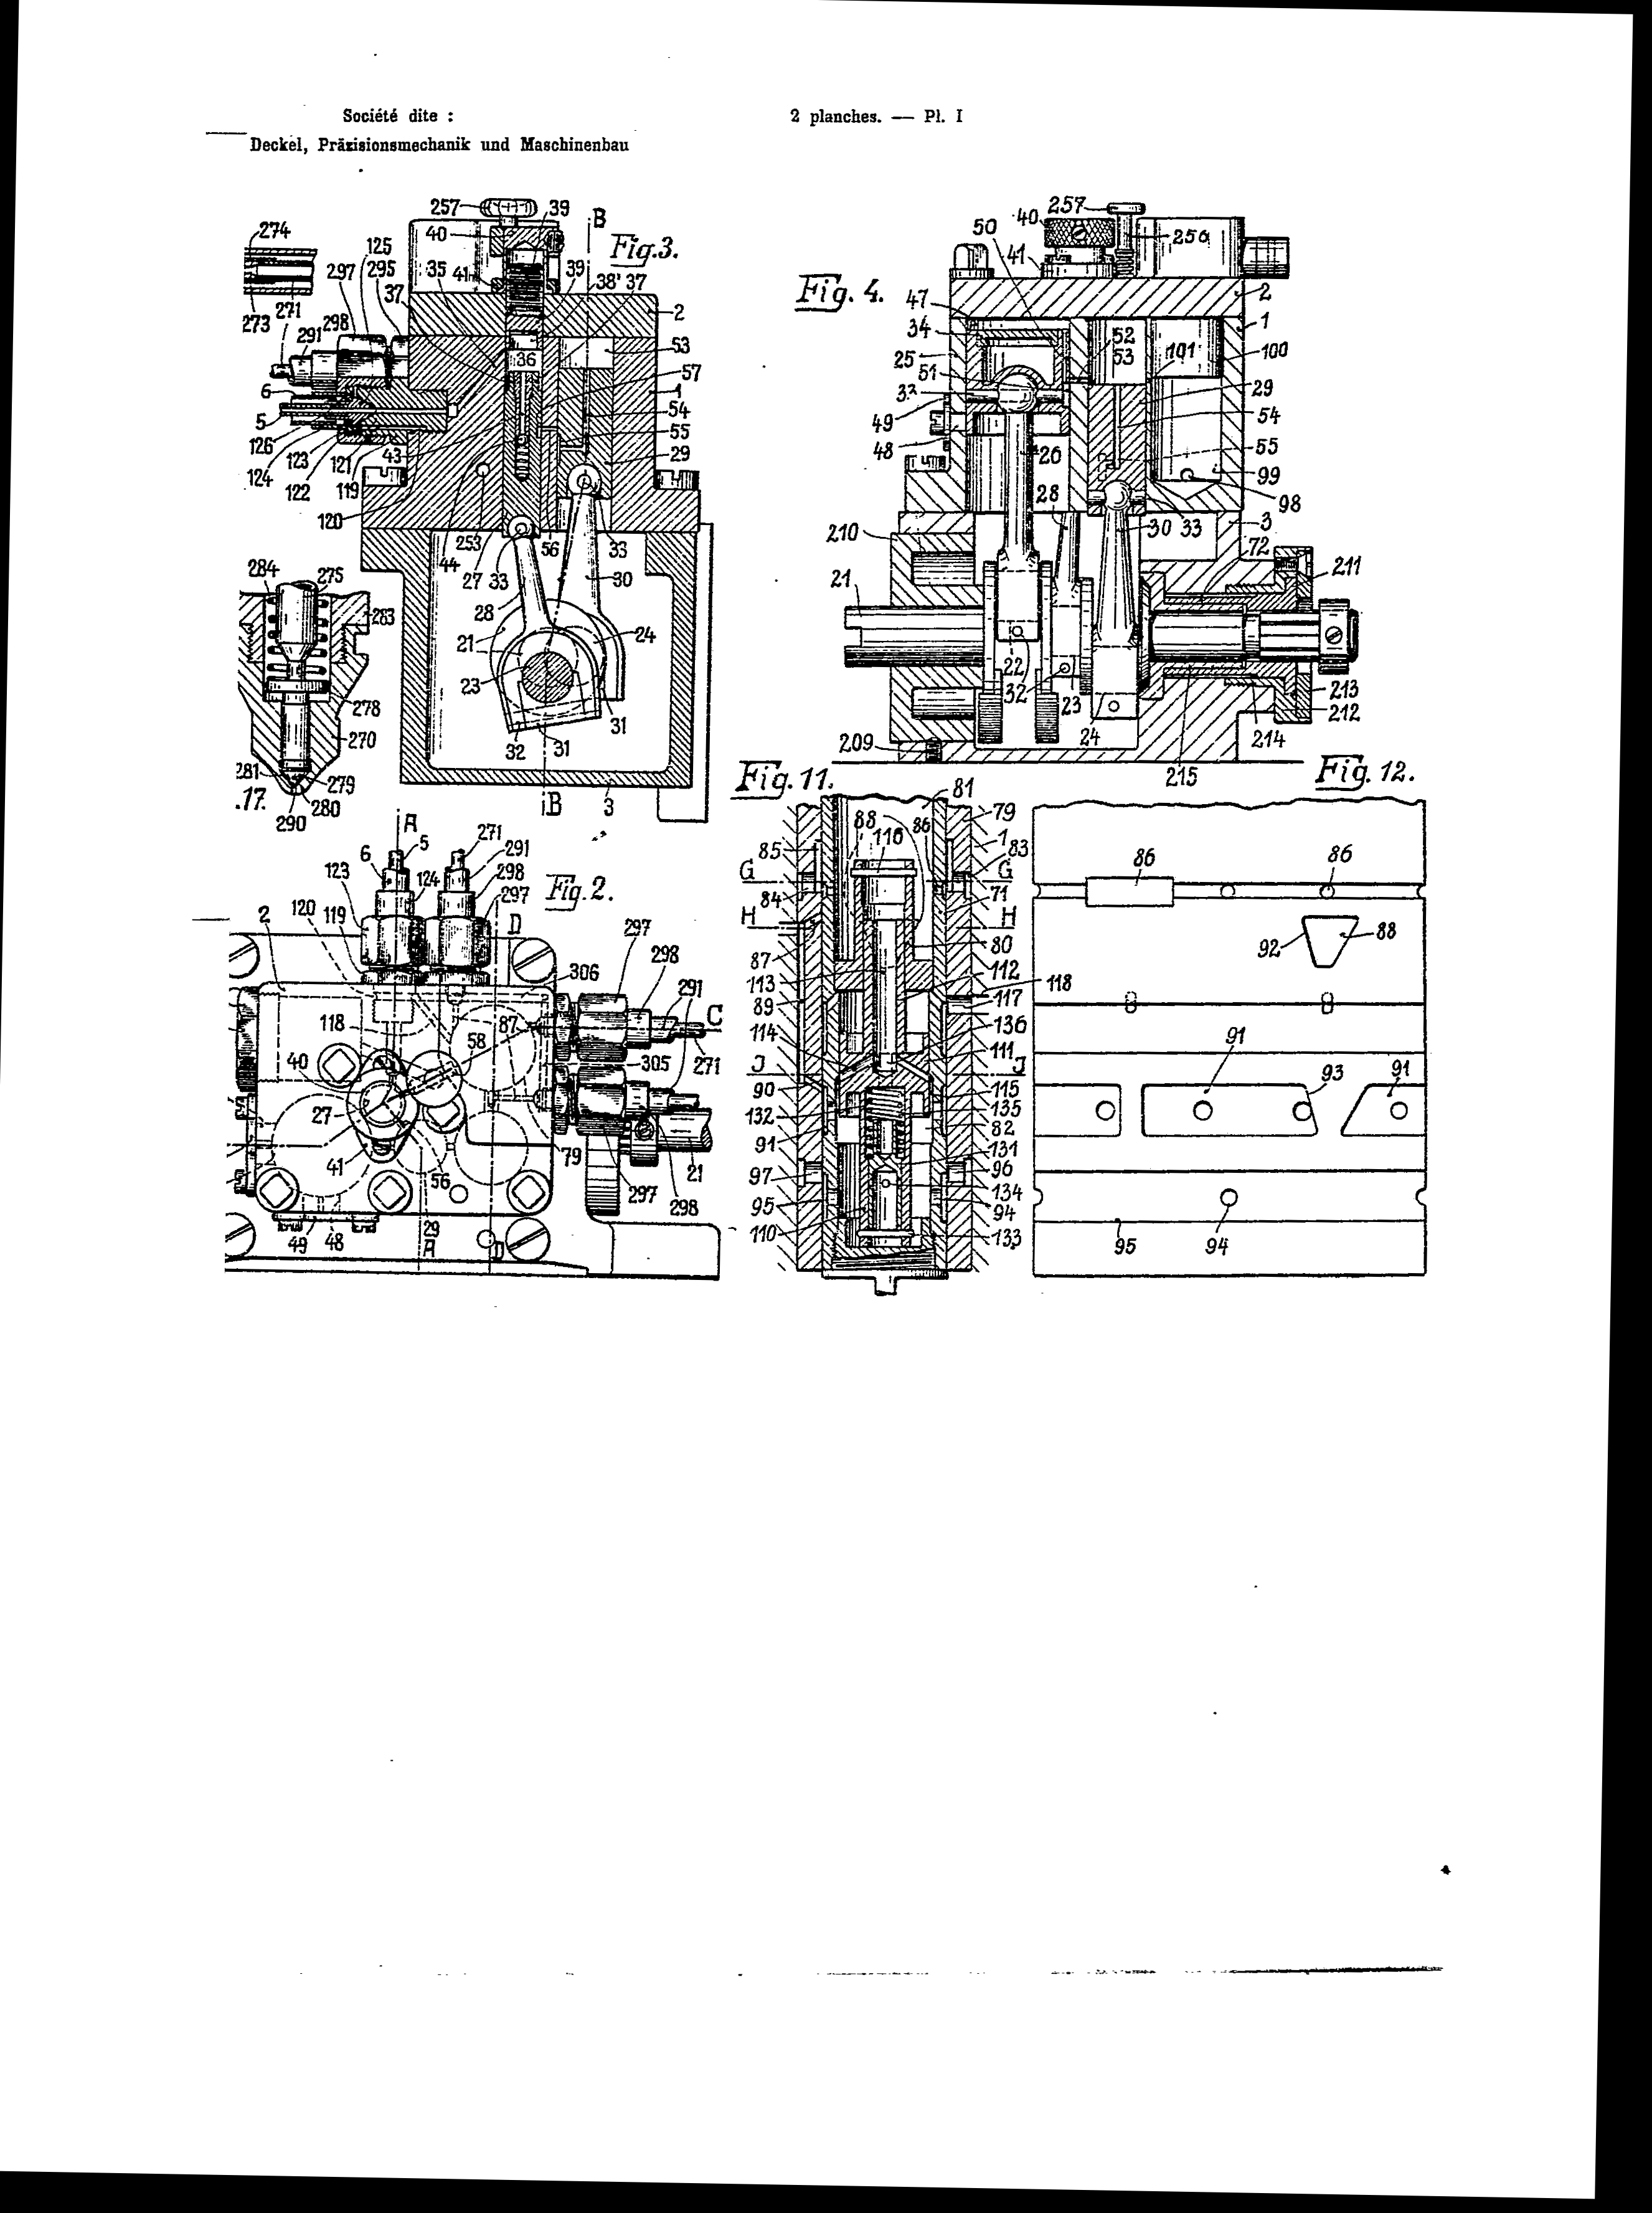 Société dite :
2 planches. — Pl. I
Deckel, Präzisionsmechanik und Maschinenbau
Fig.3.
257 39 B
40
274
125
297 295 35 41 39 38' 37
37
2
273 271
291 298
36 53
57
6 1
5 54
126 55
124 123 121 43 29
122 119
120
253 56 33
44 27 33 30
284 275
283
28
21 24
21
23
278
270 31
32 31
281 279
.17. 280
290
B 3
Fig. 4.
257
40 50 256
41
47 2
34 1
52
25 53 101 100
51
33 29
49 54
48 26 55
99
28 98
30 33
210 3
72
21 211
22
32 23 213
24 212
209 214
215
Fig. 11.
81
88 86 79
116 1
85 83
G G
84 71
H H
80
87
113 112
89 118
117
114 136
111
J J
90 115
132 135
82
91 131
97 96
134
95 94
110 133
Fig. 12.
86 86
92 88
91
93 91
95 94
Fig. 2.
A 5 271
6 291
123 124 298
297
120
2 119 D
297
306 298
291
C
118 87
58 271
40 305
27
41 79 21
56 297
298
29
49 48 A